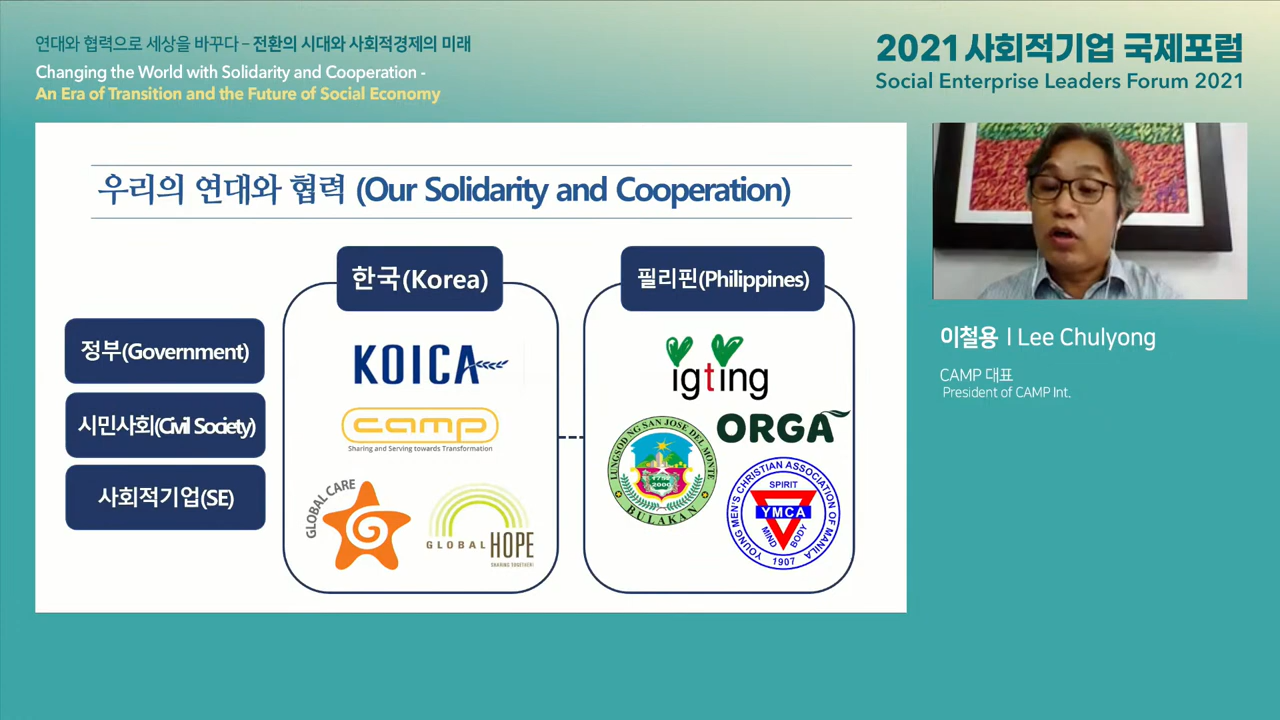 연대와 협력으로 세상을 바꾸다 – 전환의 시대와 사회적경제의 미래
Changing the World with Solidarity and Cooperation -
An Era of Transition and the Future of Social Economy
2021 사회적기업 국제포럼
Social Enterprise Leaders Forum 2021
우리의 연대와 협력 (Our Solidarity and Cooperation)
한국(Korea)
필리핀(Philippines)
정부(Government)
시민사회(Civil Society)
사회적기업(SE)
KOICA
camp
Sharing and Serving towards Transformation
GLOBAL CARE
GLOBAL HOPE
SHARING TOGETHER!
igting
ORGA
LUNGSOD NG SAN JOSE DEL MONTE
1752
2000
BULAKAN
YOUNG MEN'S CHRISTIAN ASSOCIATION OF MANILA
SPIRIT
YMCA
MIND
BODY
1907
이철용 | Lee Chulyong
CAMP 대표
President of CAMP Int.